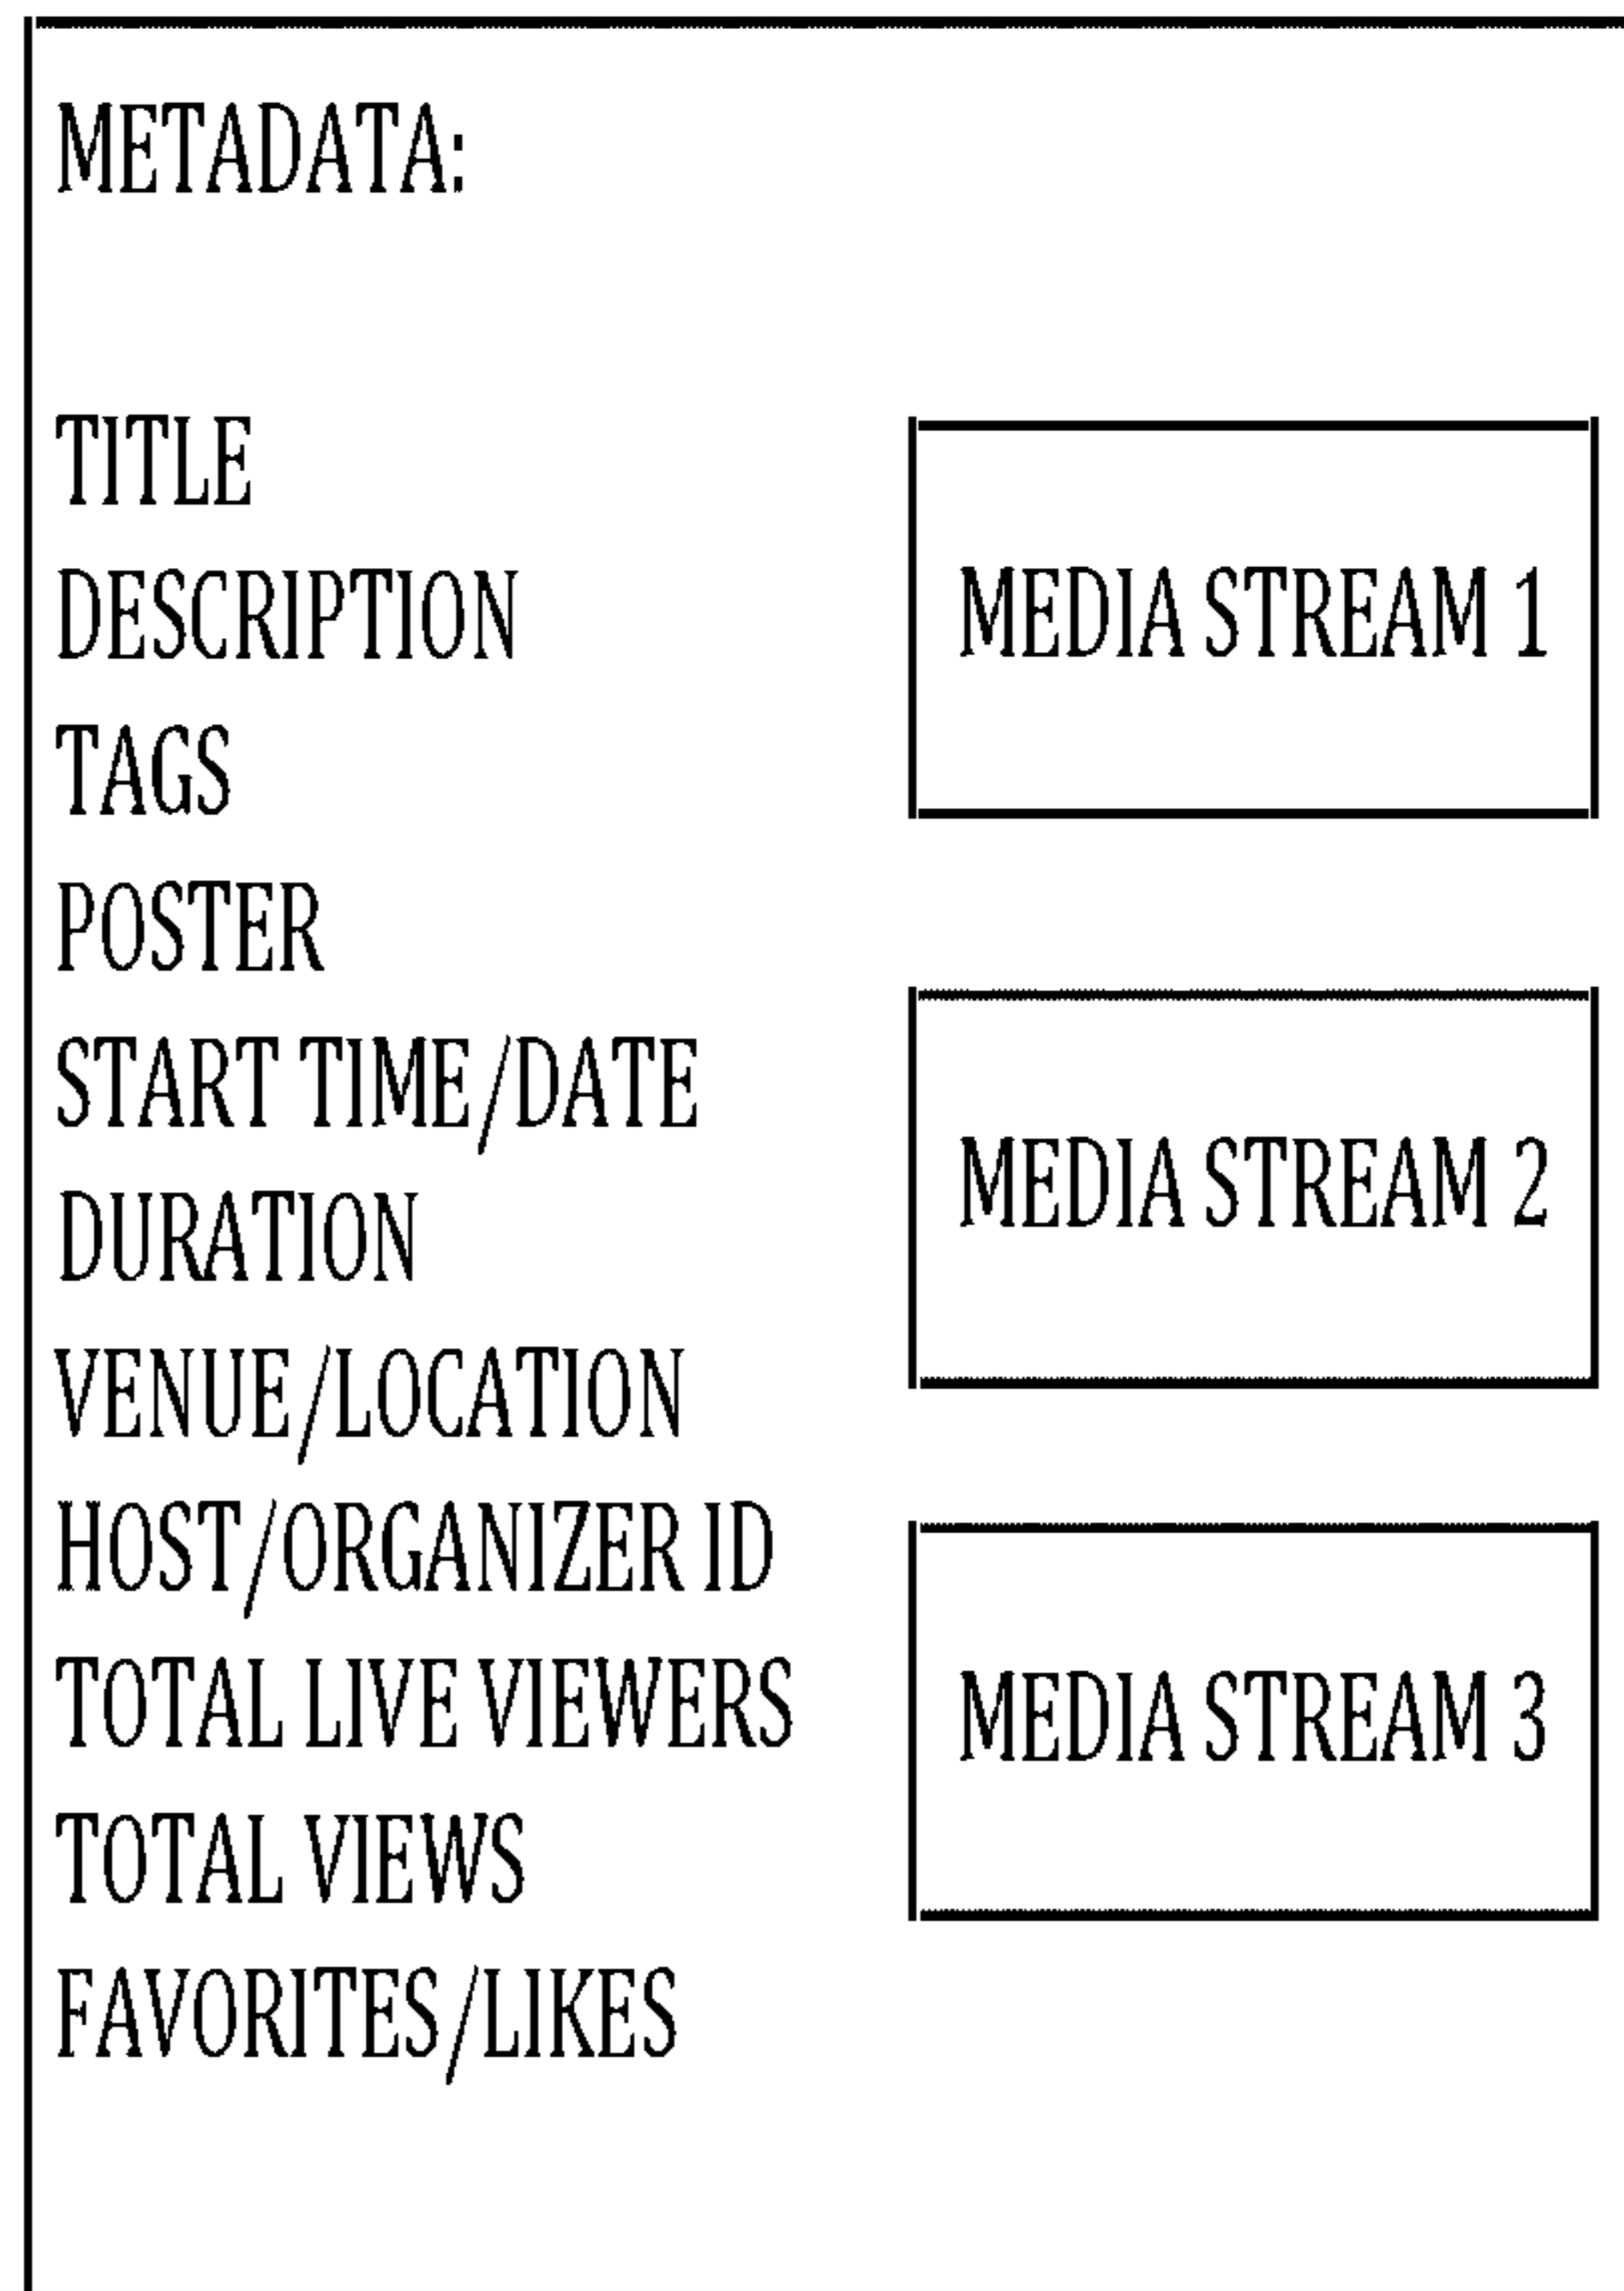 METADATA:
TITLE
DESCRIPTION
TAGS
POSTER
START TIME/DATE
DURATION
VENUE/LOCATION
HOST/ORGANIZER ID
TOTAL LIVE VIEWERS
TOTAL VIEWS
FAVORITES/LIKES
MEDIA STREAM 1
MEDIA STREAM 2
MEDIA STREAM 3